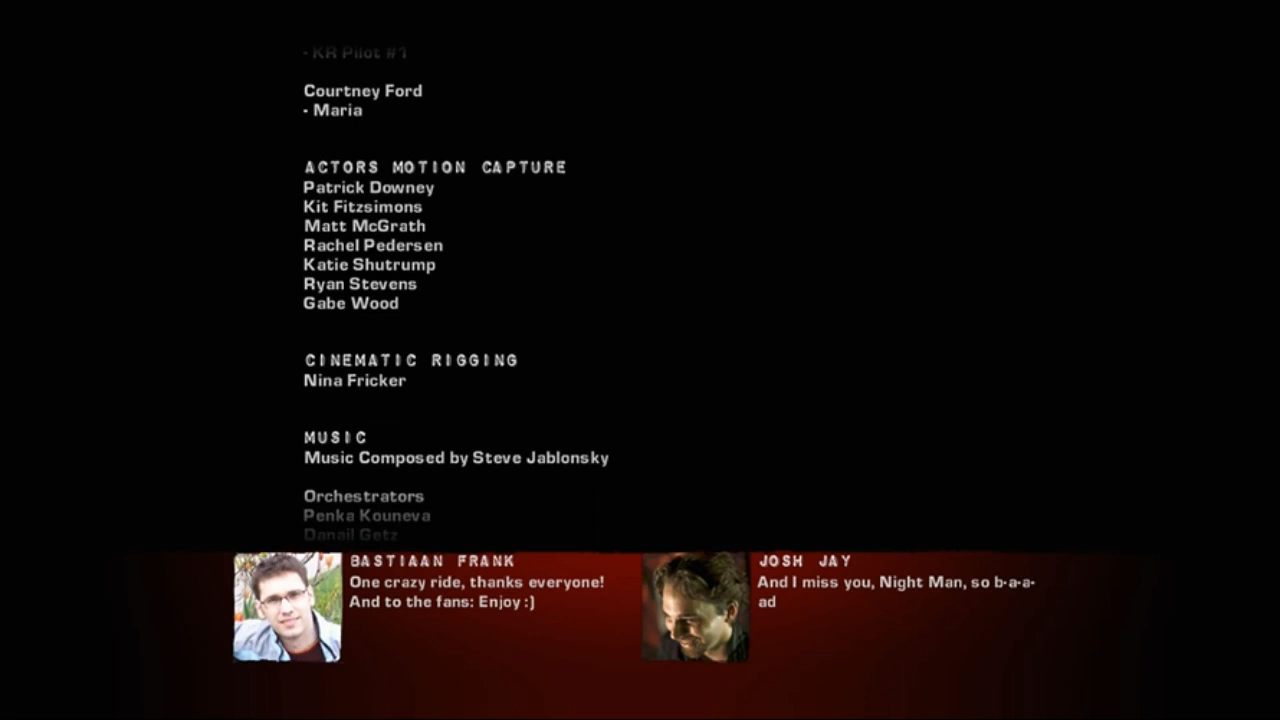 - KR Pilot #1
Courtney Ford
- Maria
ACTORS MOTION CAPTURE
Patrick Downey
Kit Fitzsimons
Matt McGrath
Rachel Pedersen
Katie Shutrump
Ryan Stevens
Gabe Wood
CINEMATIC RIGGING
Nina Fricker
MUSIC
Music Composed by Steve Jablonsky
Orchestrators
Penka Kouneva
Danail Getz
BASTIAAN FRANK
One crazy ride, thanks everyone!
And to the fans: Enjoy :]
JOSH JAY
And I miss you, Night Man, so b-a-a-
ad